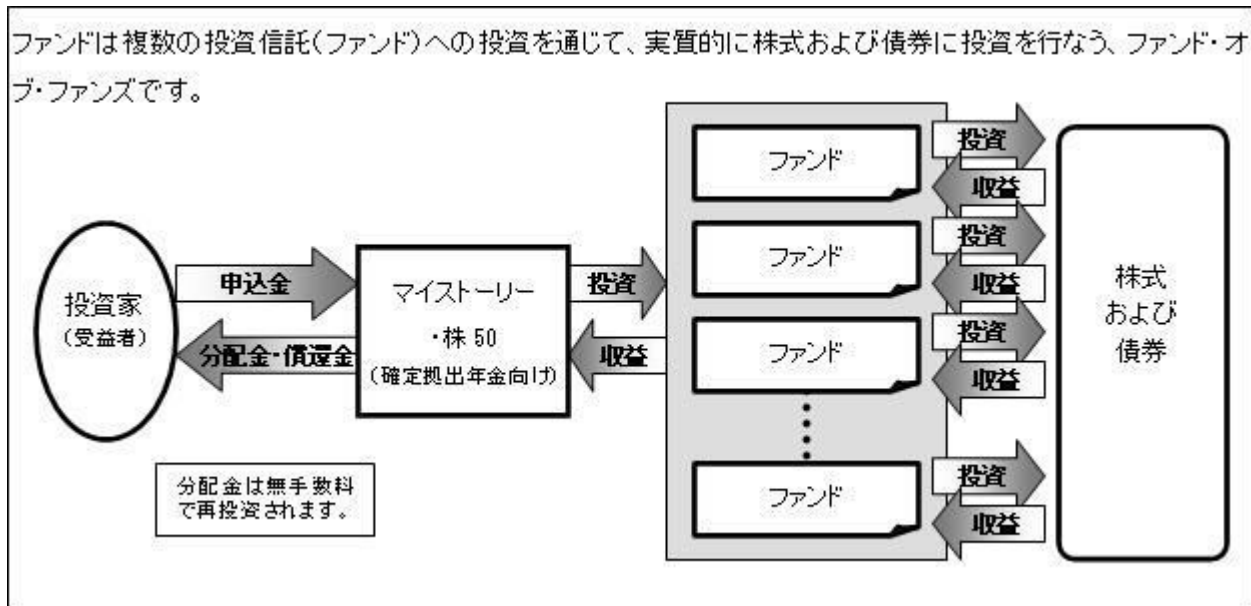 ファンドは複数の投資信託(ファンド)への投資を通じて、実質的に株式および債券に投資を行なう、ファンド・オ
ブ・ファンズです。
投資家
(受益者)
申込金
分配金・償還金
マイストーリー
・株 50
(確定拠出年金向け)
投資
収益
ファンド
投資
収益
ファンド
投資
収益
ファンド
投資
収益
ファンド
投資
収益
株式
および
債券
分配金は無手数料
で再投資されます。